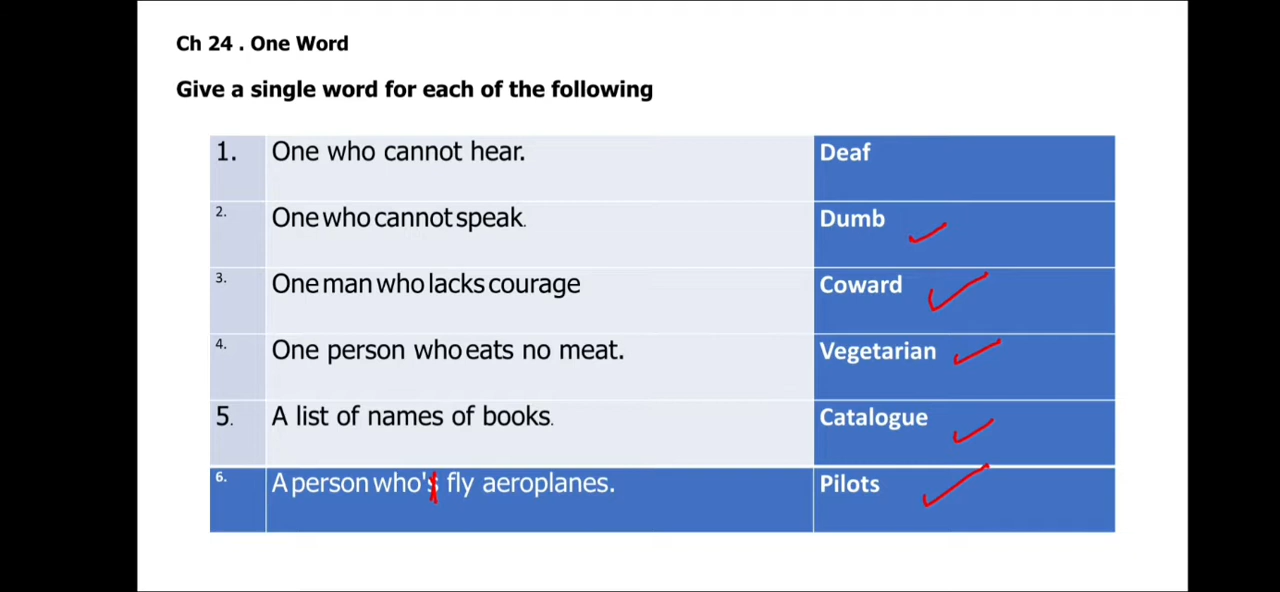 Ch 24 . One Word
Give a single word for each of the following
1. One who cannot hear. Deaf
2. One who cannot speak. Dumb
3. One man who lacks courage Coward
4. One person who eats no meat. Vegetarian
5. A list of names of books. Catalogue
6. A person who's fly aeroplanes. Pilots